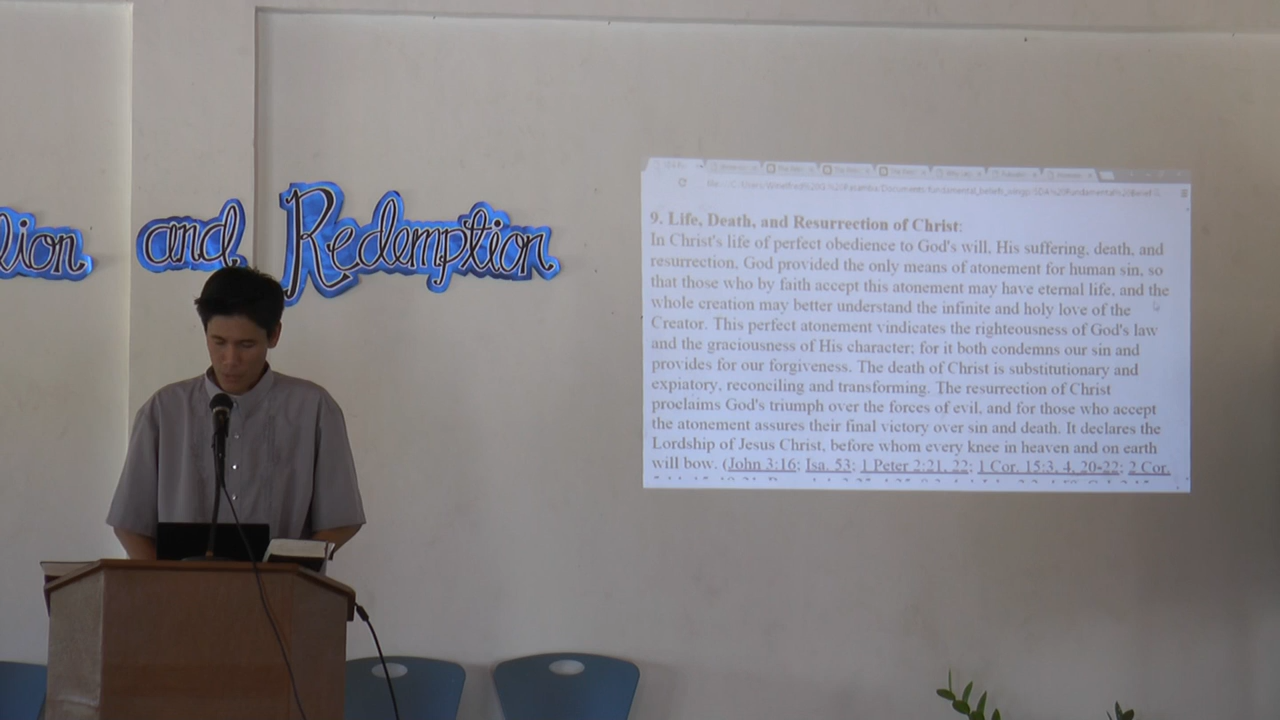 tion and Redemption
9. Life, Death, and Resurrection of Christ:
In Christ's life of perfect obedience to God's will, His suffering, death, and
resurrection, God provided the only means of atonement for human sin, so
that those who by faith accept this atonement may have eternal life, and the
whole creation may better understand the infinite and holy love of the
Creator. This perfect atonement vindicates the righteousness of God's law
and the graciousness of His character; for it both condemns our sin and
provides for our forgiveness. The death of Christ is substitutionary and
expiatory, reconciling and transforming. The resurrection of Christ
proclaims God's triumph over the forces of evil, and for those who accept
the atonement assures their final victory over sin and death. It declares the
Lordship of Jesus Christ, before whom every knee in heaven and on earth
will bow. (John 3:16; Isa. 53; 1 Peter 2:21, 22; 1 Cor. 15:3, 4, 20-22; 2 Cor.